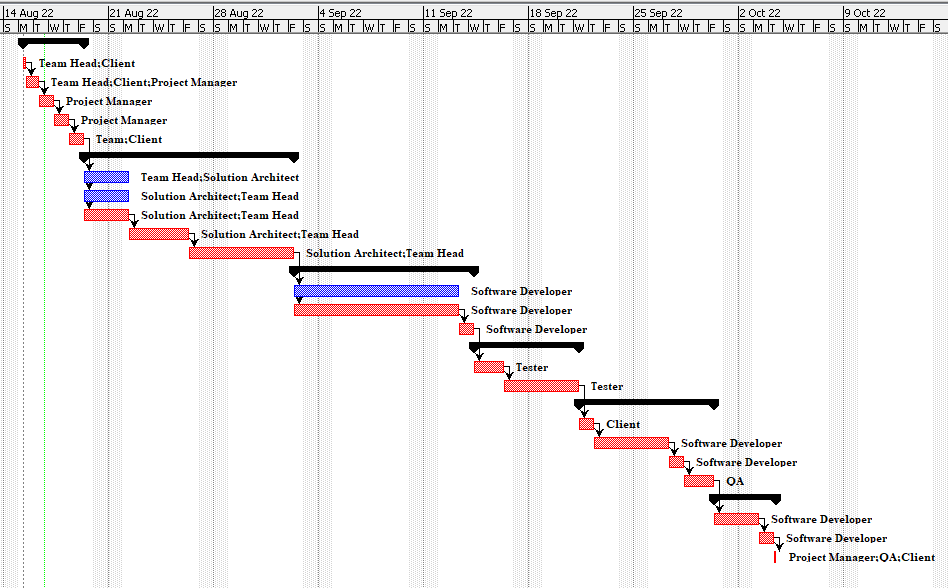 14 Aug 22 21 Aug 22 28 Aug 22 4 Sep 22 11 Sep 22 18 Sep 22 25 Sep 22 2 Oct 22 9 Oct 22
S M T W T F S S M T W T F S S M T W T F S S M T W T F S S M T W T F S S M T W T F S S M T W T F S S M T W T F S S M T W T F S
Team Head;Client
Team Head;Client;Project Manager
Project Manager
Project Manager
Team;Client
Team Head;Solution Architect
Solution Architect;Team Head
Solution Architect;Team Head
Solution Architect;Team Head
Solution Architect;Team Head
Software Developer
Software Developer
Software Developer
Tester
Tester
Client
Software Developer
Software Developer
QA
Software Developer
Software Developer
Project Manager;QA;Client